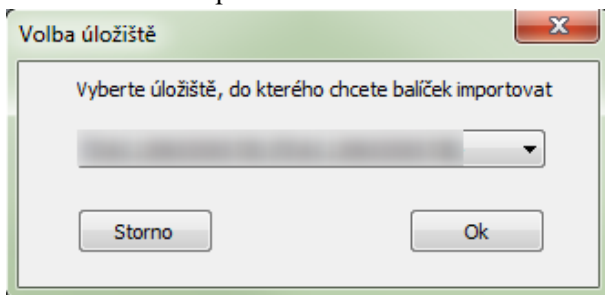 Volba úložiště
Vyberte úložiště, do kterého chcete balíček importovat
Storno
Ok